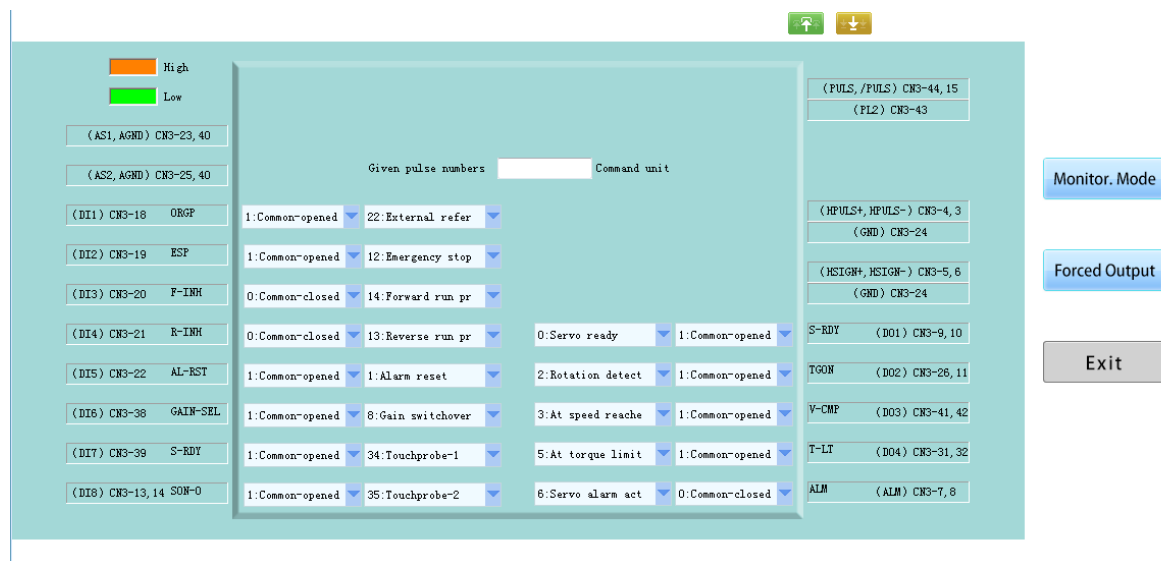 High
Low
(PULS,/PULS) CN3-44,15
(PL2) CN3-43
(AS1,AGND) CN3-23,40
(AS2,AGND) CN3-25,40
Given pulse numbers Command unit
Monitor. Mode
(DI1) CN3-18 ORGP 1:Common-opened 22:External refer (HPULS+,HPULS-) CN3-4,3
(GND) CN3-24
(DI2) CN3-19 ESP 1:Common-opened 12:Emergency stop
(HSIGN+,HSIGN-) CN3-5,6
Forced Output
(DI3) CN3-20 F-INH 0:Common-closed 14:Forward run pr (GND) CN3-24
(DI4) CN3-21 R-INH 0:Common-closed 13:Reverse run pr 0:Servo ready 1:Common-opened S-RDY (DO1) CN3-9,10
Exit
(DI5) CN3-22 AL-RST 1:Common-opened 1:Alarm reset 2:Rotation detect 1:Common-opened TGON (DO2) CN3-26,11
(DI6) CN3-38 GAIN-SEL 1:Common-opened 8:Gain switchover 3:At speed reache 1:Common-opened V-CMP (DO3) CN3-41,42
(DI7) CN3-39 S-RDY 1:Common-opened 34:Touchprobe-1 5:At torque limit 1:Common-opened T-LT (DO4) CN3-31,32
(DI8) CN3-13,14 SON-O 1:Common-opened 35:Touchprobe-2 6:Servo alarm act 0:Common-closed ALM (ALM) CN3-7,8